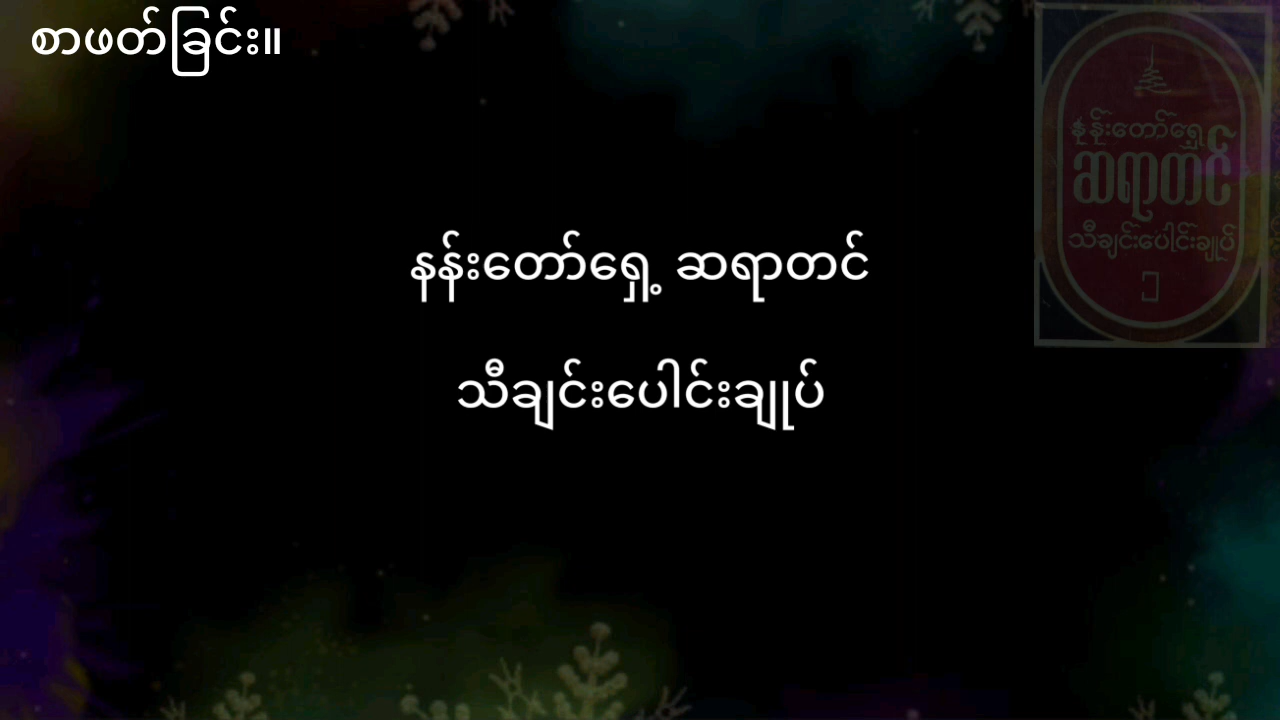 စာဖတ်ခြင်း။
နန်းတော်ရှေ့
ဆရာတင်
သီချင်းပေါင်းချုပ်
၅
နန်းတော်ရှေ့ ဆရာတင်
သီချင်းပေါင်းချုပ်